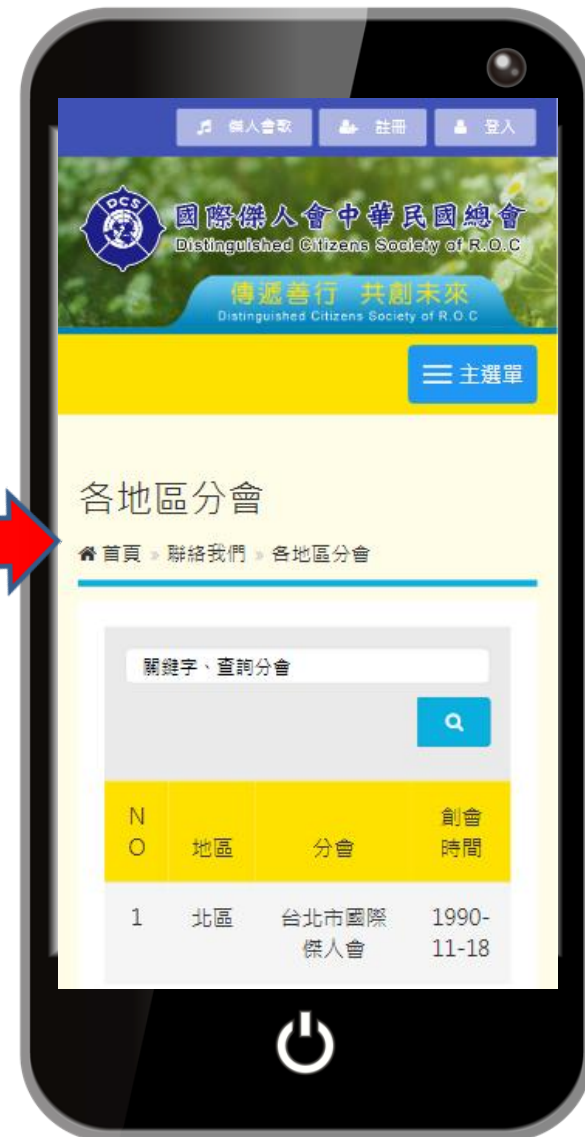 傑人會歌 註冊 登入
DCS
國際傑人會中華民國總會
Distinguished Citizens Society of R.O.C
傳遞善行 共創未來
Distinguished Citizens Society of R.O.C
主選單
各地區分會
首頁 » 聯絡我們 » 各地區分會
關鍵字、查詢分會
NO 地區 分會 創會時間
1 北區 台北市國際傑人會 1990-11-18